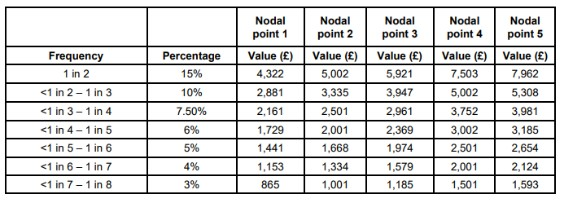 Nodal point 1 Nodal point 2 Nodal point 3 Nodal point 4 Nodal point 5
Frequency Percentage Value (£) Value (£) Value (£) Value (£) Value (£)
1 in 2 15% 4,322 5,002 5,921 7,503 7,962
<1 in 2 – 1 in 3 10% 2,881 3,335 3,947 5,002 5,308
<1 in 3 – 1 in 4 7.50% 2,161 2,501 2,961 3,752 3,981
<1 in 4 – 1 in 5 6% 1,729 2,001 2,369 3,002 3,185
<1 in 5 – 1 in 6 5% 1,441 1,668 1,974 2,501 2,654
<1 in 6 – 1 in 7 4% 1,153 1,334 1,579 2,001 2,124
<1 in 7 – 1 in 8 3% 865 1,001 1,185 1,501 1,593